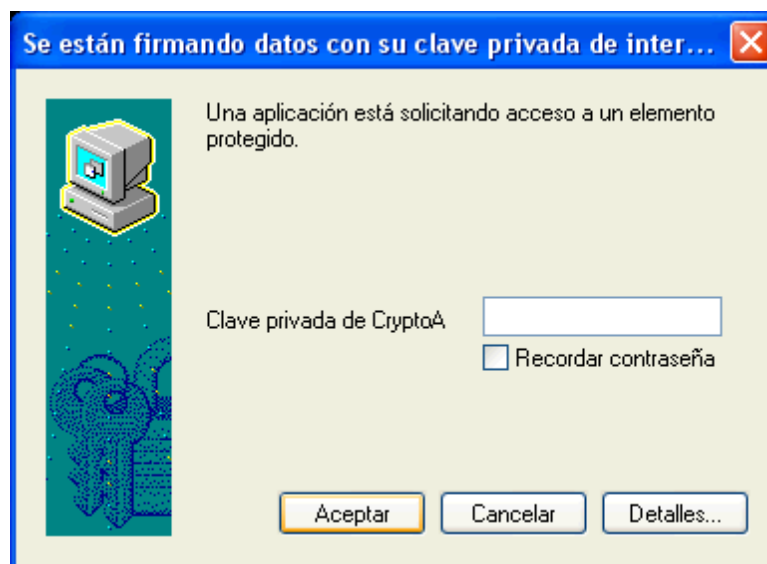 Se están firmando datos con su clave privada de inter...
Una aplicación está solicitando acceso a un elemento
protegido.
Clave privada de CryptoA
Recordar contraseña
Aceptar
Cancelar
Detalles...